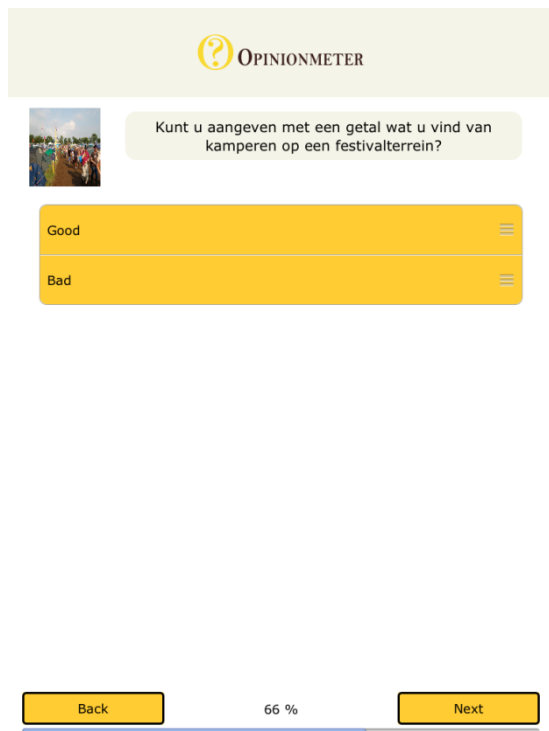 OPINIONMETER
Kunt u aangeven met een getal wat u vind van
kamperen op een festivalterrein?
Good
Bad
Back
66 %
Next